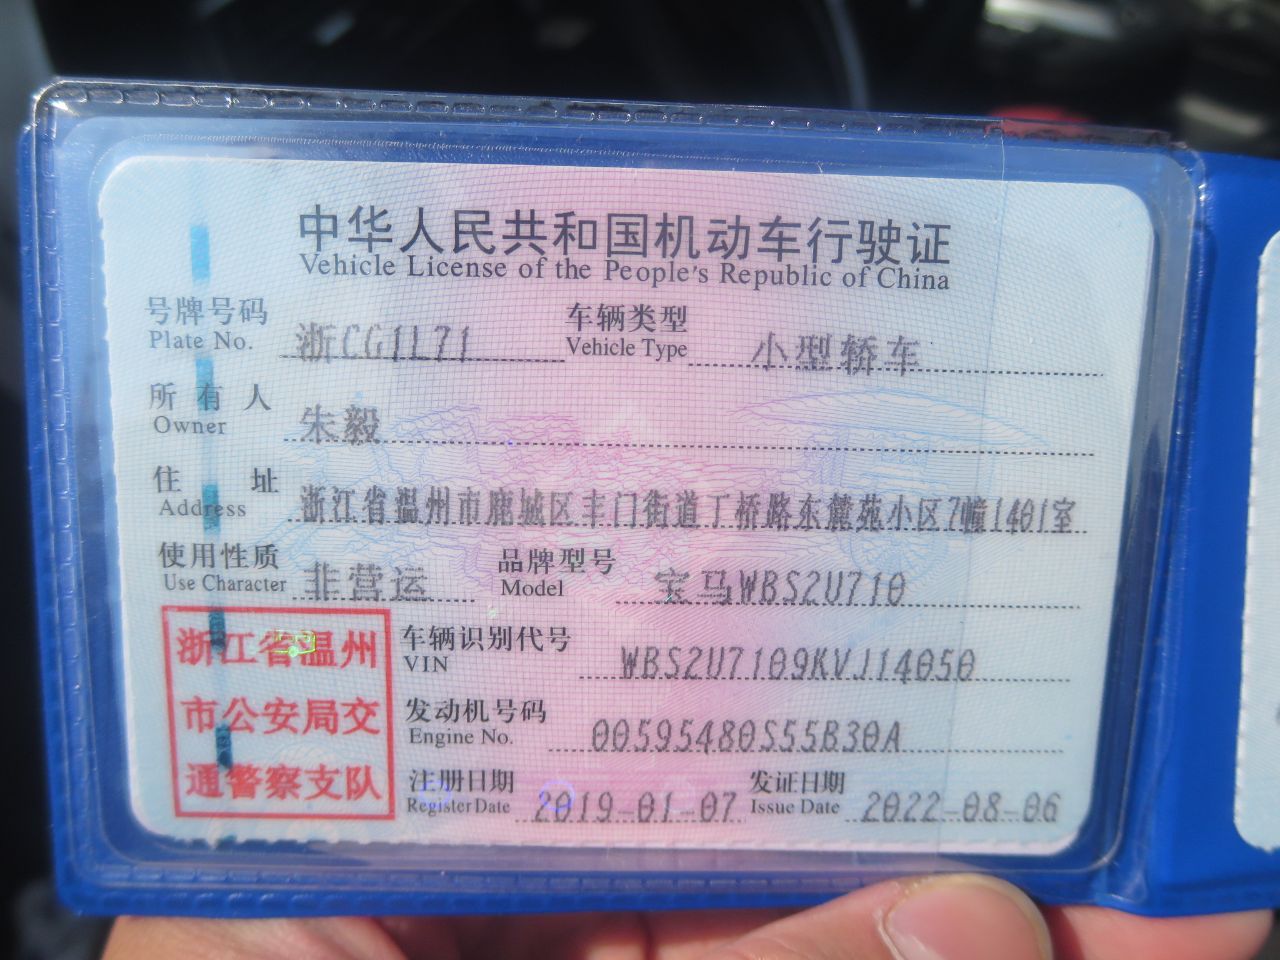 中华人民共和国机动车行驶证
Vehicle License of the People's Republic of China
号牌号码 浙CG1L71 车辆类型 小型轿车
Plate No. Vehicle Type
所有人 朱毅
Owner
住址 浙江省温州市鹿城区丰门街道丁桥路东麓苑小区7幢1401室
Address
使用性质 非营运 品牌型号 宝马WBS2U710
Use Character Model
浙江省温州
市公安局交
通警察支队
车辆识别代号 WBS2U7109KVJ14050
VIN
发动机号码 00595480S55B30A
Engine No.
注册日期 2019-01-07 发证日期 2022-08-06
Register Date Issue Date